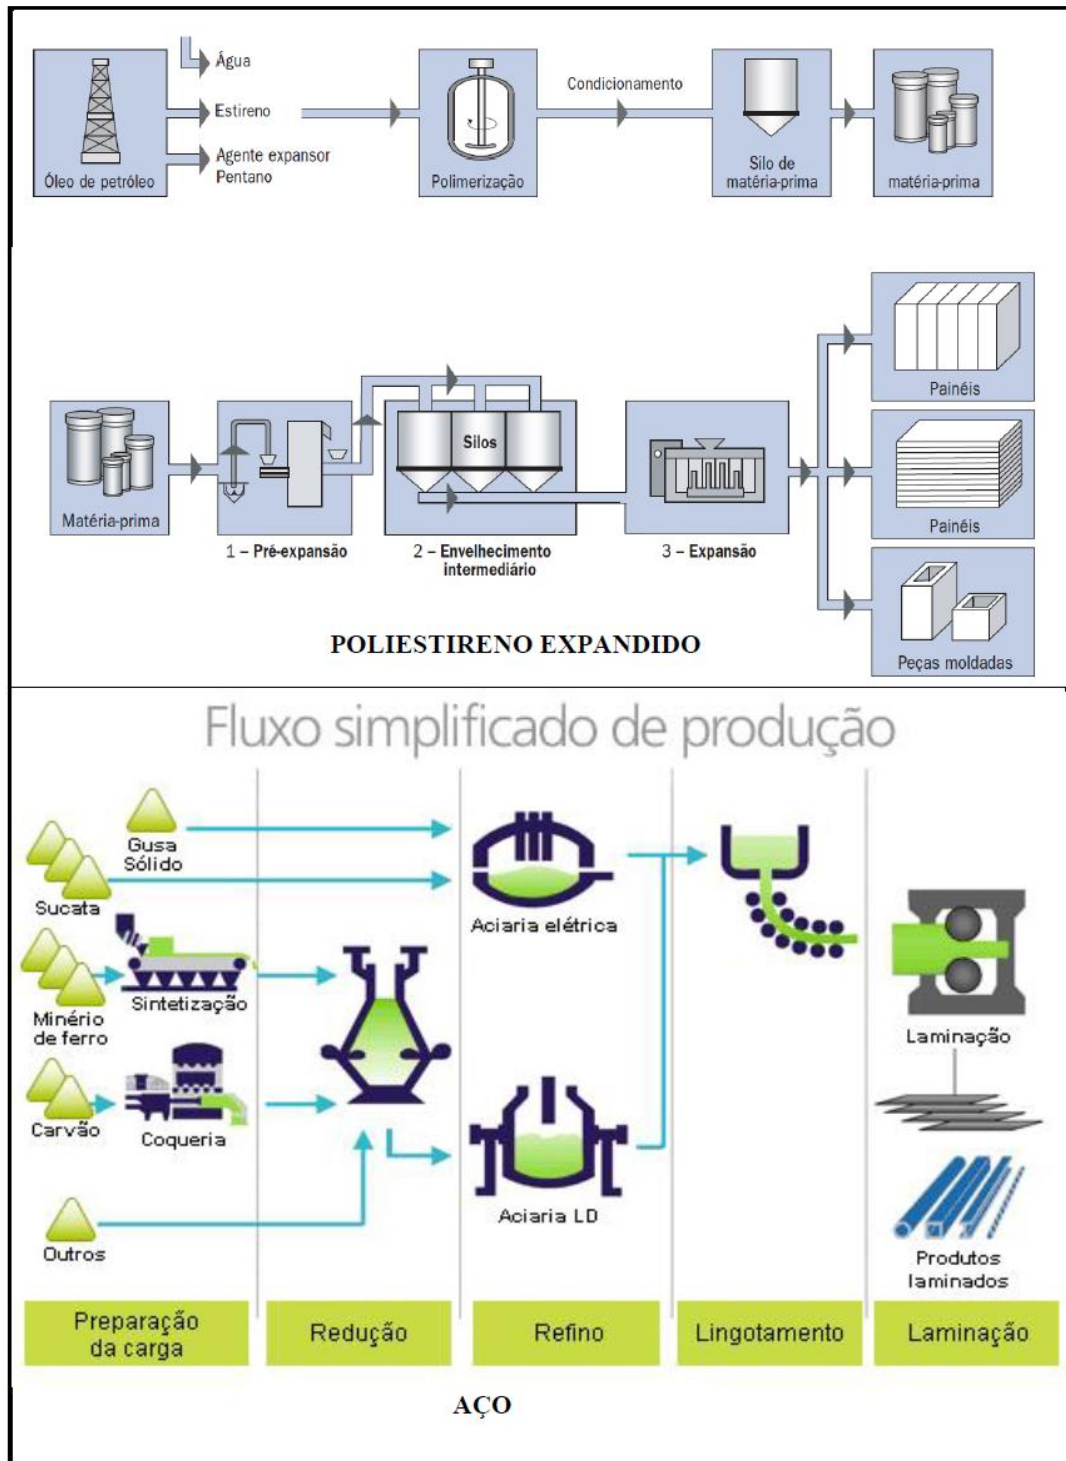 Água
Estireno
Agente expansor
Pentano
Óleo de petróleo
Polimerização
Condicionamento
Silo de
matéria-prima
matéria-prima
Matéria-prima
1 – Pré-expansão
Silos
2 – Envelhecimento
intermediário
3 – Expansão
Painéis
Painéis
Peças moldadas
POLIESTIRENO EXPANDIDO
Fluxo simplificado de produção
Gusa
Sólido
Sucata
Aciaria elétrica
Sintetização
Minério
de ferro
Laminação
Carvão
Coqueria
Aciaria LD
Outros
Produtos
laminados
Preparação
da carga
Redução
Refino
Lingotamento
Laminação
AÇO